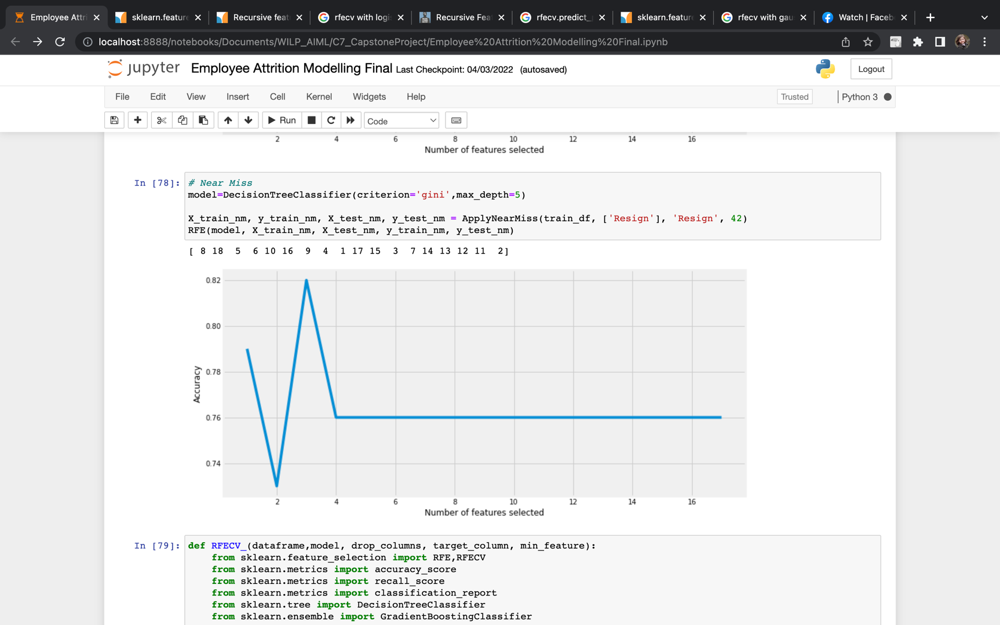 Employee Attri
sklearn.feature
Recursive feat
rfecv with logi
Recursive Fea
rfecv.predict_
sklearn.feature
rfecv with gau
Watch | Faceb
localhost:8888/notebooks/Documents/WILP_AIML/C7_CapstoneProject/Employee%20Attrition%20Modelling%20Final.ipynb
jupyter Employee Attrition Modelling Final Last Checkpoint: 04/03/2022 (autosaved)
Logout
File Edit View Insert Cell Kernel Widgets Help Trusted Python 3
Run Code
2 4 6 8 10 12 14 16
Number of features selected
In [78]: # Near Miss
model=DecisionTreeClassifier(criterion='gini',max_depth=5)
X_train_nm, y_train_nm, X_test_nm, y_test_nm = ApplyNearMiss(train_df, ['Resign'], 'Resign', 42)
RFE(model, X_train_nm, X_test_nm, y_train_nm, y_test_nm)
[ 8 18 5 6 10 16 9 4 1 17 15 3 7 14 13 12 11 2]
0.82
0.80
0.78
0.76
0.74
Accuracy
2 4 6 8 10 12 14 16
Number of features selected
In [79]: def RFECV_(dataframe,model, drop_columns, target_column, min_feature):
from sklearn.feature_selection import RFE,RFECV
from sklearn.metrics import accuracy_score
from sklearn.metrics import recall_score
from sklearn.metrics import classification_report
from sklearn.tree import DecisionTreeClassifier
from sklearn.ensemble import GradientBoostingClassifier